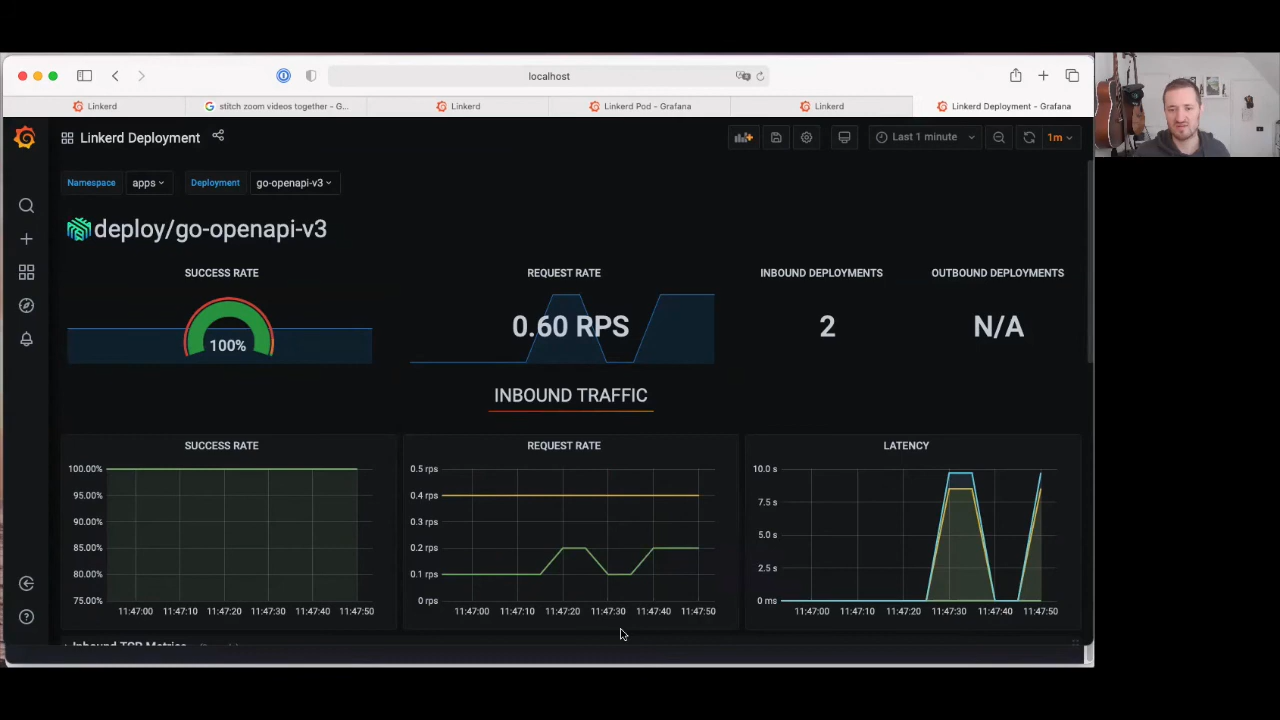 localhost
Linkerd
stitch zoom videos together - G...
Linkerd
Linkerd Pod - Grafana
Linkerd
Linkerd Deployment - Grafana
Linkerd Deployment
Last 1 minute
1m
Namespace
apps
Deployment
go-openapi-v3
deploy/go-openapi-v3
SUCCESS RATE
REQUEST RATE
INBOUND DEPLOYMENTS
OUTBOUND DEPLOYMENTS
100%
0.60 RPS
2
N/A
INBOUND TRAFFIC
SUCCESS RATE
100.00%
95.00%
90.00%
85.00%
80.00%
75.00%
11:47:00 11:47:10 11:47:20 11:47:30 11:47:40 11:47:50
REQUEST RATE
0.5 rps
0.4 rps
0.3 rps
0.2 rps
0.1 rps
0 rps
11:47:00 11:47:10 11:47:20 11:47:30 11:47:40 11:47:50
LATENCY
10.0 s
7.5 s
5.0 s
2.5 s
0 ms
11:47:00 11:47:10 11:47:20 11:47:30 11:47:40 11:47:50
Inbound TCP Metrics